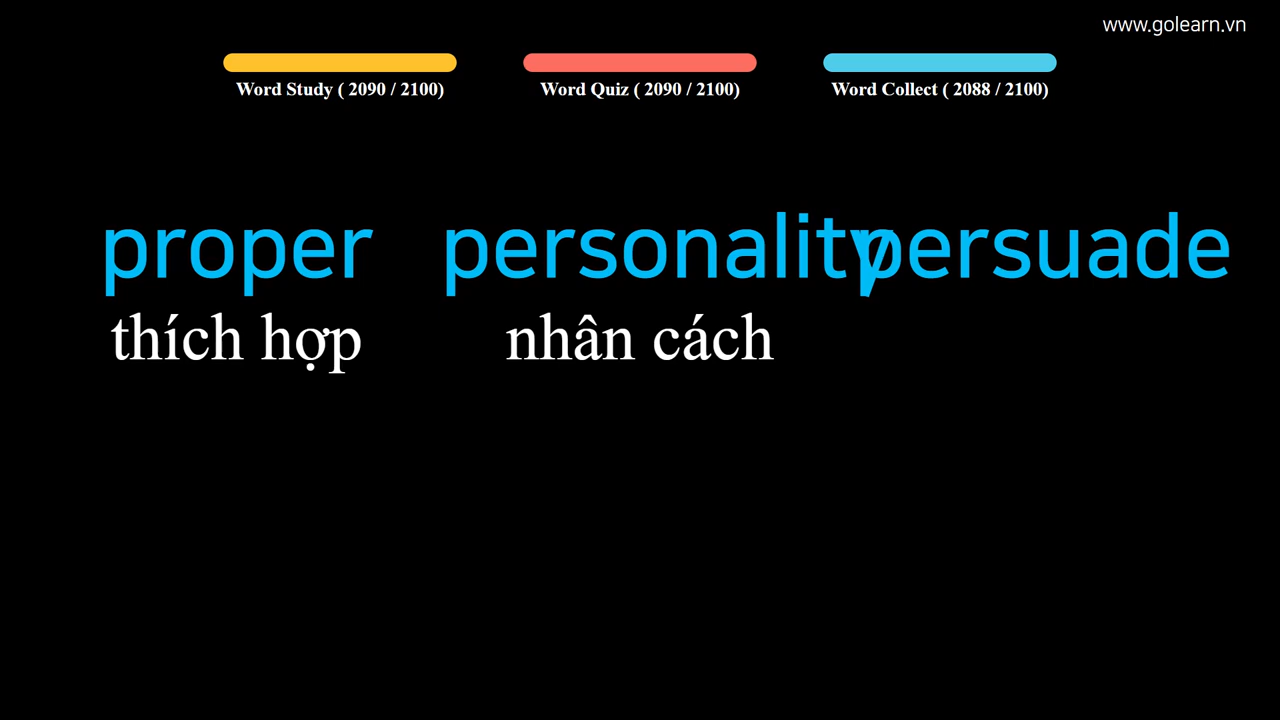 www.golearn.vn
Word Study ( 2090 / 2100)
Word Quiz ( 2090 / 2100)
Word Collect ( 2088 / 2100)
proper personality persuade
thích hợp nhân cách